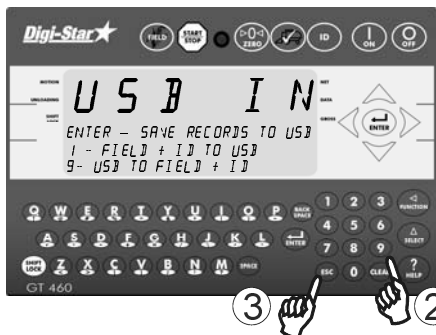 Digi-Star
FIELD START STOP ▷0◁ ZERO ID ON OFF
MOTION NET
UNLOADING USB IN DATA
SHIFT GROSS
ENTER
ENTER - SAVE RECORDS TO USB
1 - FIELD + ID TO USB
9- USB TO FIELD + ID
Q W E R T Y U I O P BACK SPACE 1 2 3 FUNCTION
A S D F G H J K L ENTER 4 5 6 SELECT
7 8 9
SHIFT LOCK Z X C V B N M SPACE ESC 0 CLEAR ? HELP
GT 460
3 2